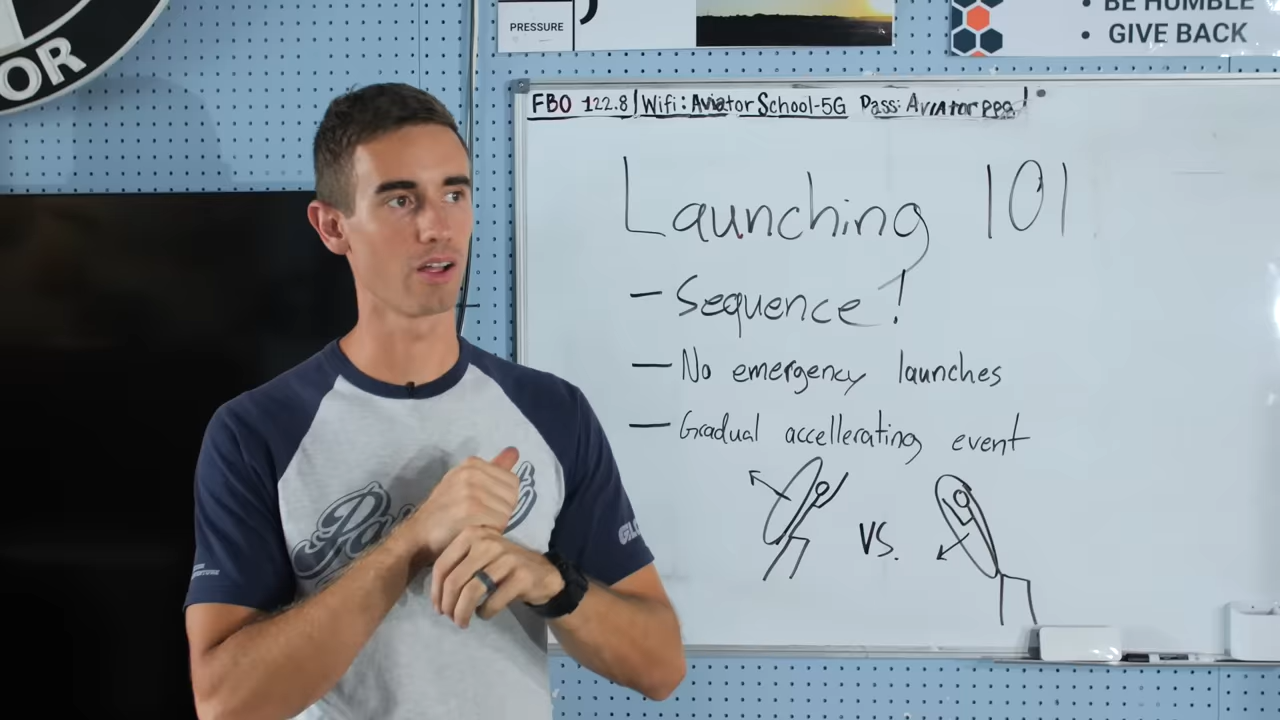 OR
PRESSURE
• BE HUMBLE
• GIVE BACK
FBO 122.8 | Wifi: Aviator School-5G Pass: Aviatorppg!
Launching 101
- Sequence!
- No emergency launches
- Gradual accellerating event
VS.